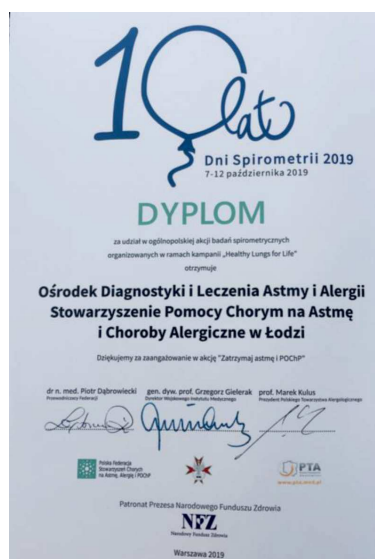 10 lat
Dni Spirometrii 2019
7-12 października 2019
DYPLOM
za udział w ogólnopolskiej akcji badań spirometrycznych
organizowanych w ramach kampanii „Healthy Lungs for Life”
otrzymuje
Ośrodek Diagnostyki i Leczenia Astmy i Alergii
Stowarzyszenie Pomocy Chorym na Astmę
i Choroby Alergiczne w Łodzi
Dziękujemy za zaangażowanie w akcję "Zatrzymaj astmę i POChP"
dr n. med. Piotr Dąbrowiecki gen. dyw. prof. Grzegorz Gielerak prof. Marek Kulus
Przewodniczący Federacji Dyrektor Wojskowego Instytutu Medycznego Prezydent Polskiego Towarzystwa Alergologicznego
Polska Federacja
Stowarzyszeń Chorych
na Astmę, Alergię i POChP
PTA
www.pta.med.pl
Patronat Prezesa Narodowego Funduszu Zdrowia
NFZ
Narodowy Fundusz Zdrowia
Warszawa 2019